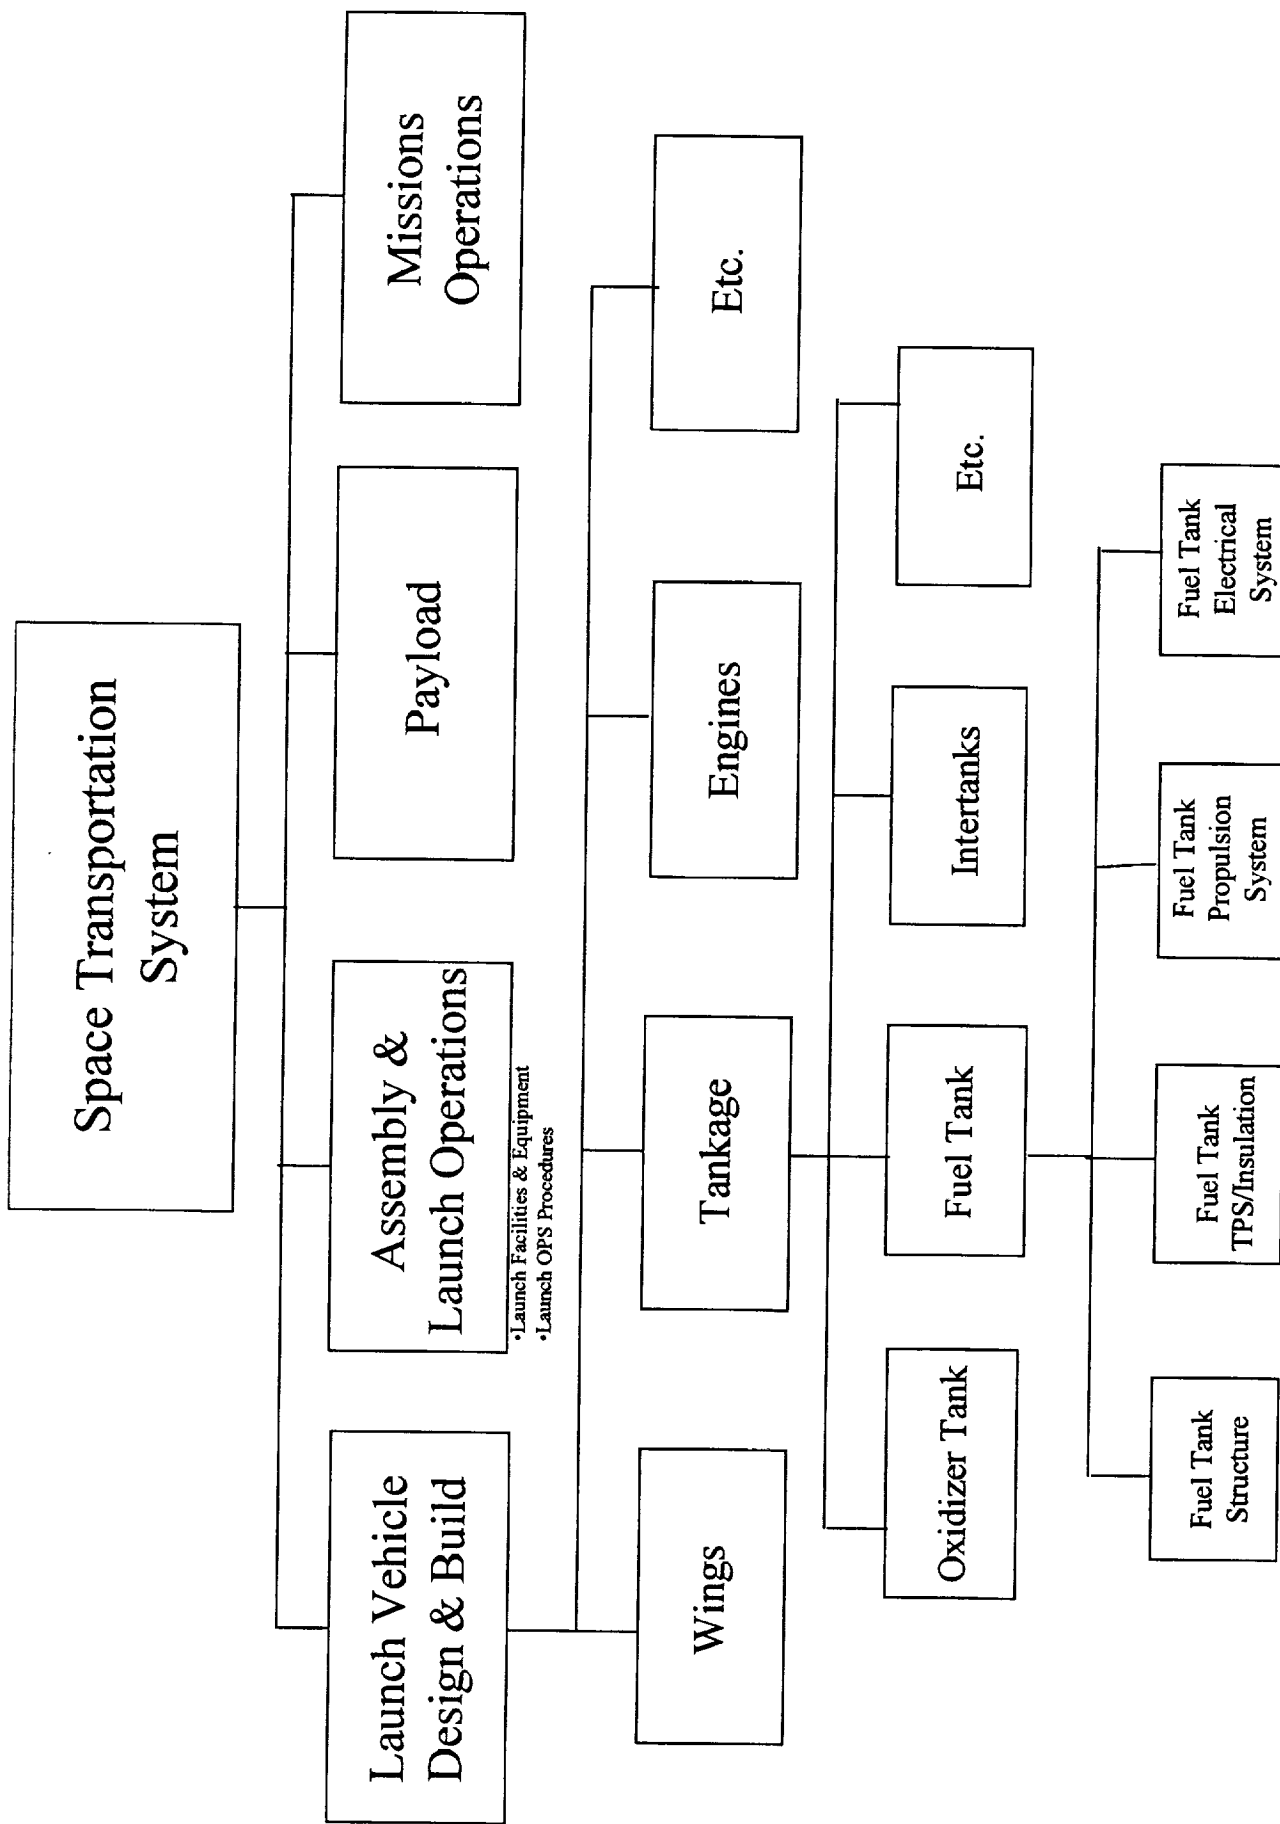 Space Transportation
System
Launch Vehicle
Design & Build
Assembly &
Launch Operations
•Launch Facilities & Equipment
•Launch OPS Procedures
Payload
Missions
Operations
Wings
Tankage
Engines
Etc.
Oxidizer Tank
Fuel Tank
Intertanks
Etc.
Fuel Tank
Structure
Fuel Tank
TPS/Insulation
Fuel Tank
Propulsion
System
Fuel Tank
Electrical
System